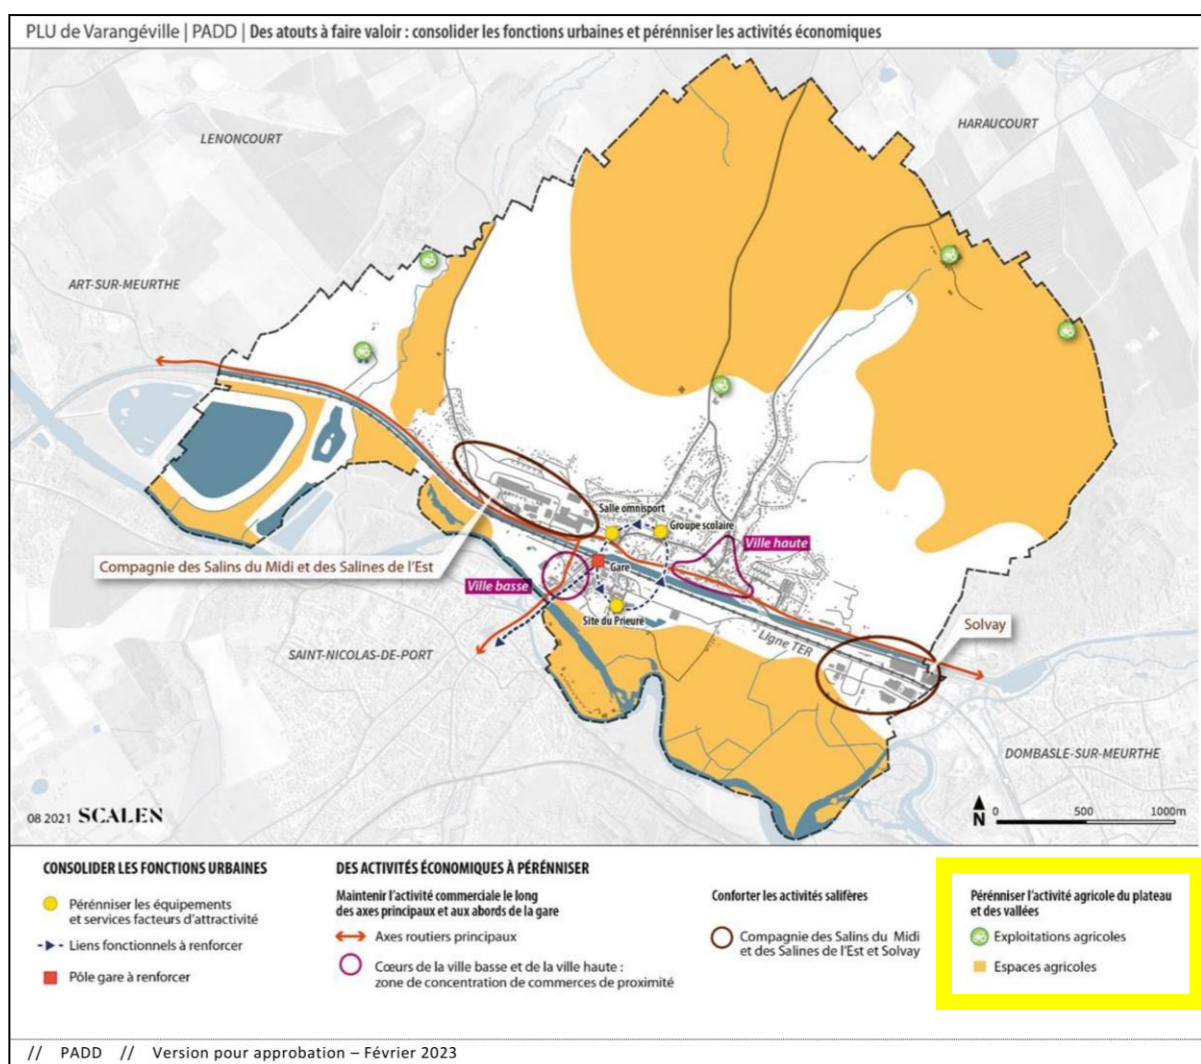 PLU de Varangéville | PADD | Des atouts à faire valoir : consolider les fonctions urbaines et pérénniser les activités économiques
LENONCOURT
HARAUCOURT
ART-SUR-MEURTHE
Salle omnisport
Groupe scolaire
Ville haute
Compagnie des Salins du Midi et des Salines de l'Est
Gare
Ville basse
Site du Prieuré
Solvay
Ligne TER
SAINT-NICOLAS-DE-PORT
DOMBASLE-SUR-MEURTHE
08 2021 SCALEN
N 0 500 1000m
CONSOLIDER LES FONCTIONS URBAINES
Pérénniser les équipements
et services facteurs d'attractivité
Liens fonctionnels à renforcer
Pôle gare à renforcer
DES ACTIVITÉS ÉCONOMIQUES À PÉRÉNNISER
Maintenir l'activité commerciale le long
des axes principaux et aux abords de la gare
Axes routiers principaux
Cœurs de la ville basse et de la ville haute :
zone de concentration de commerces de proximité
Conforter les activités salifères
Compagnie des Salins du Midi
et des Salines de l'Est et Solvay
Pérénniser l'activité agricole du plateau
et des vallées
Exploitations agricoles
Espaces agricoles
// PADD // Version pour approbation – Février 2023